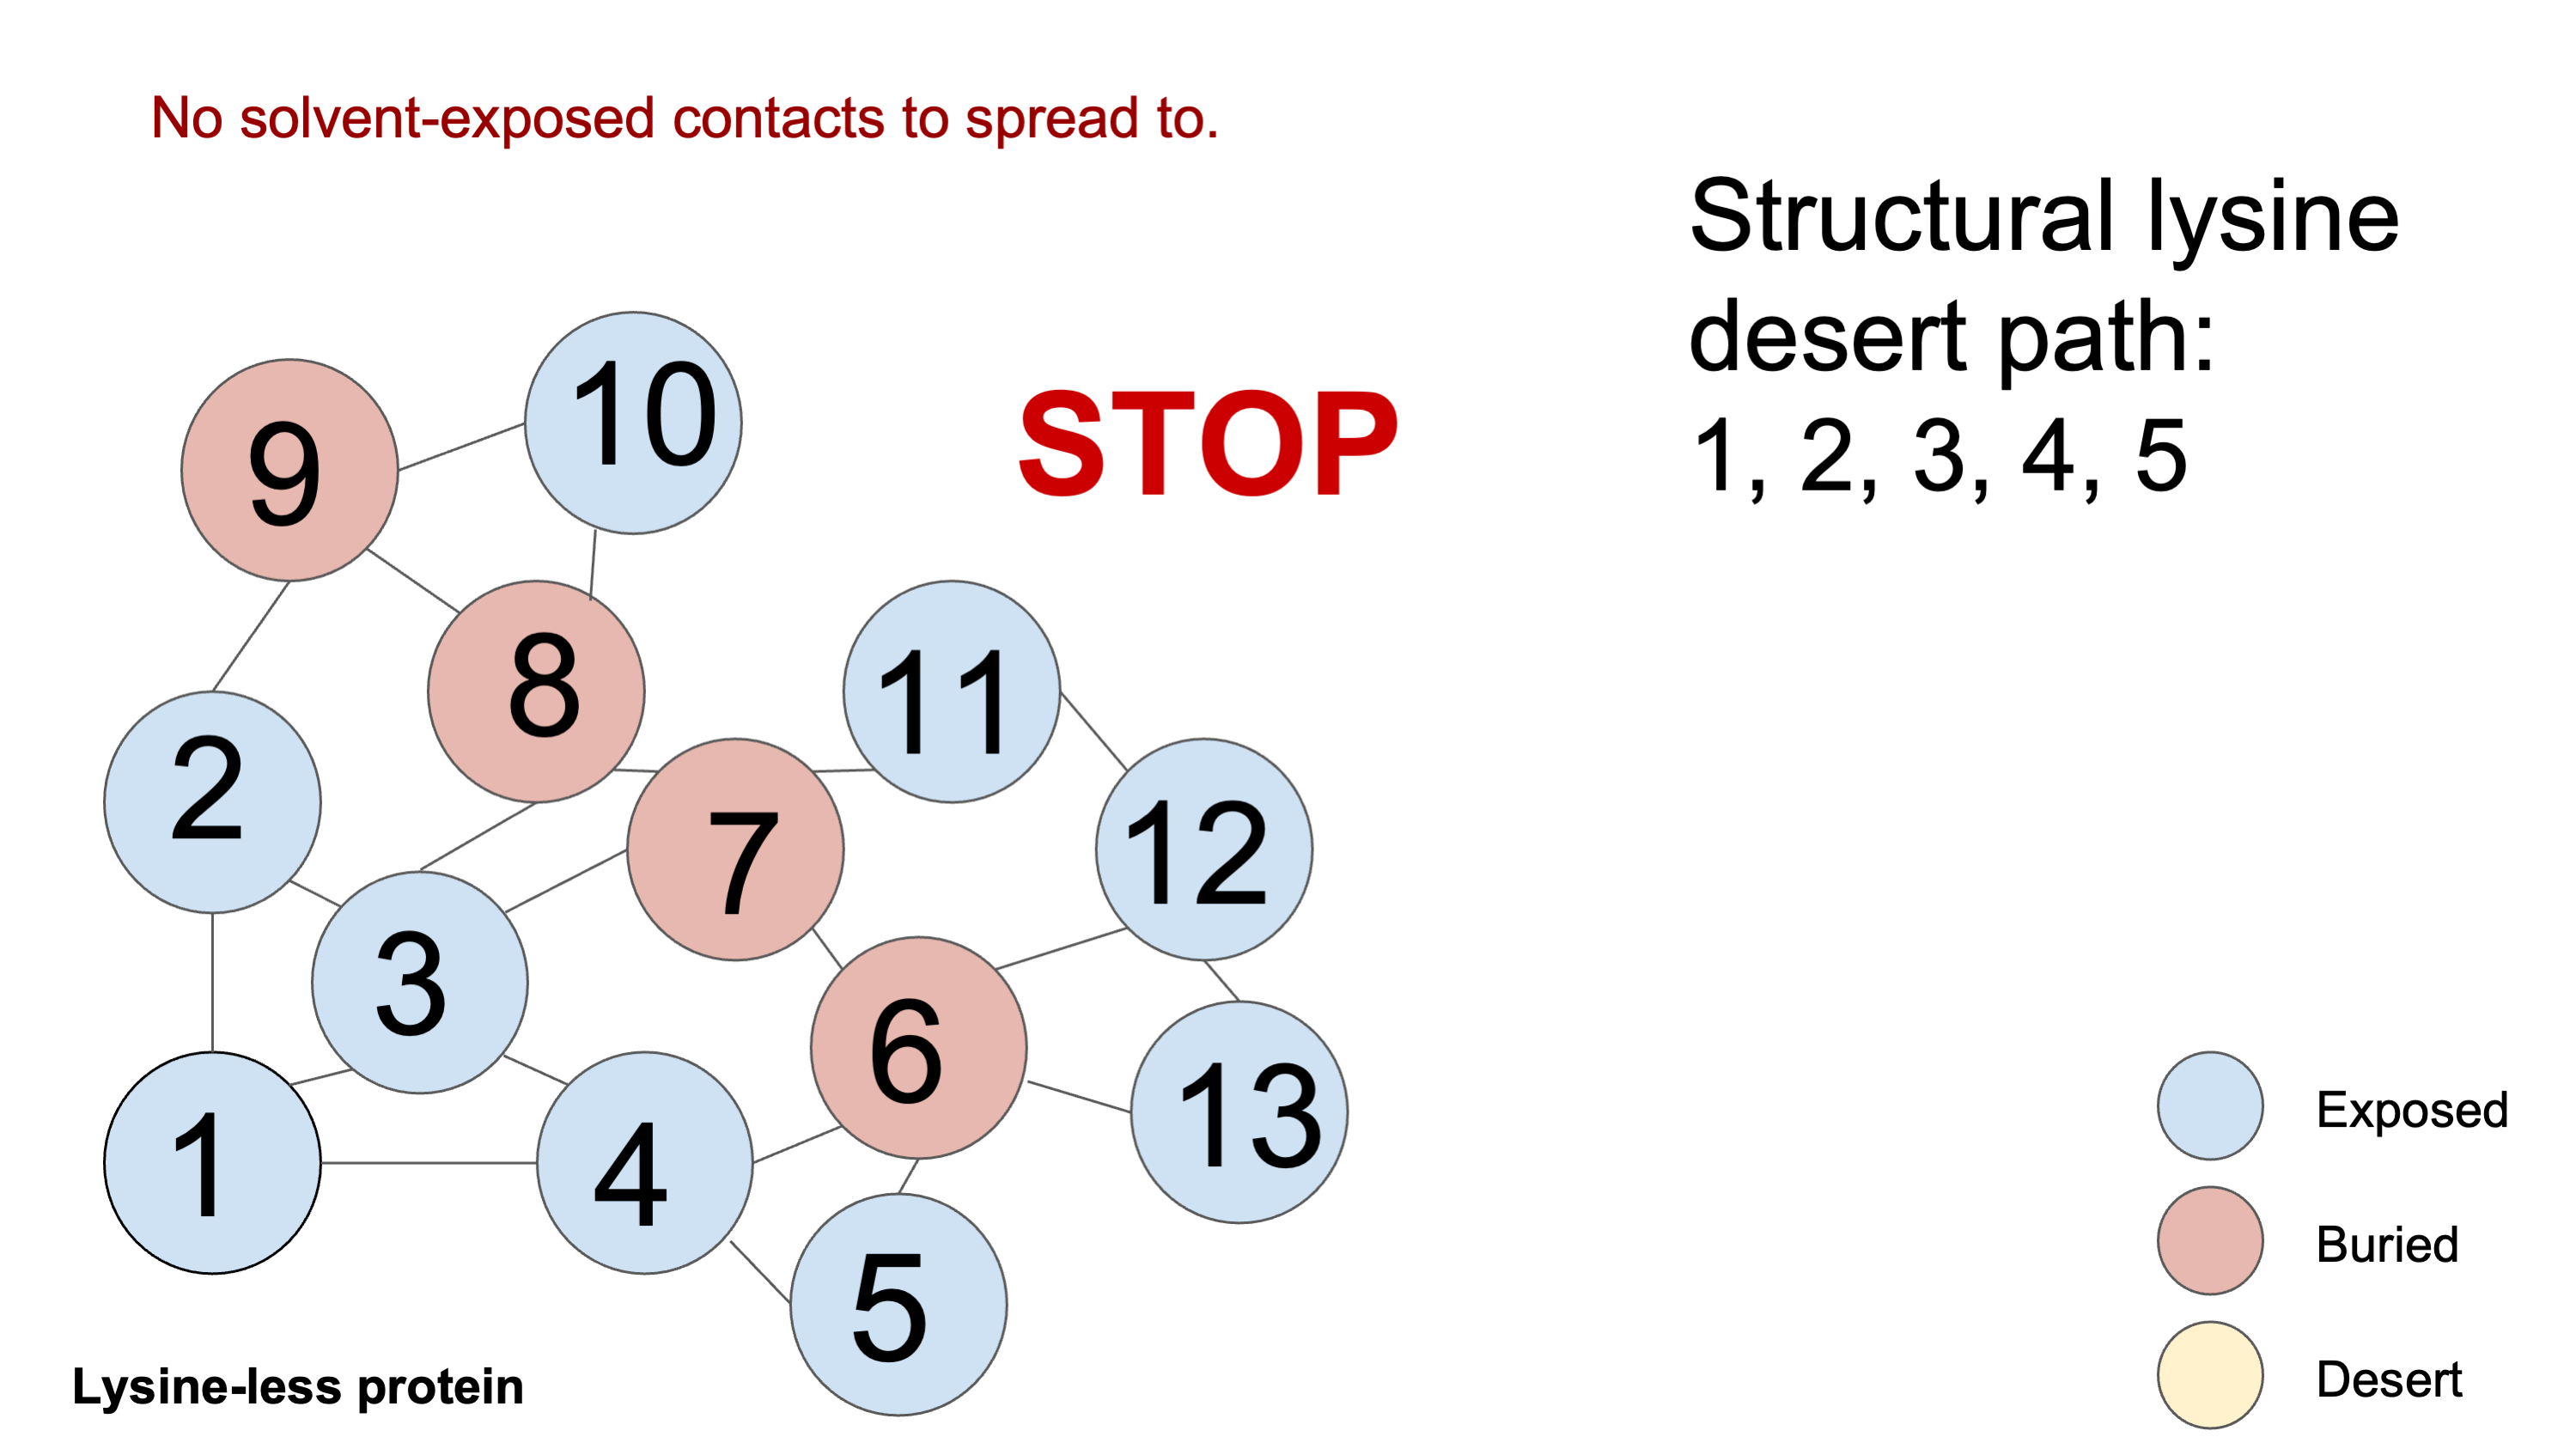 No solvent-exposed contacts to spread to.
Structural lysine
desert path:
1, 2, 3, 4, 5
STOP
10
9
8
11
2
7
12
3
6
13
1
4
5
Exposed
Buried
Desert
Lysine-less protein